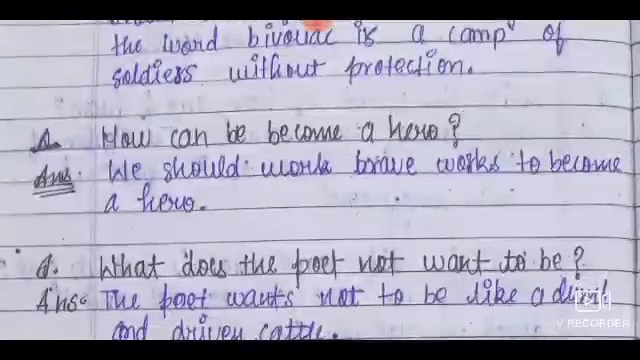 the word bivouac is a camp of
soldiers without protection.
Q. How can be become a hero?
Ans. We should work brave works to become
a hero.
Q. What does the poet not want to be?
Ans. The poet wants not to be like a dumb
and driven cattle.
V RECORDER